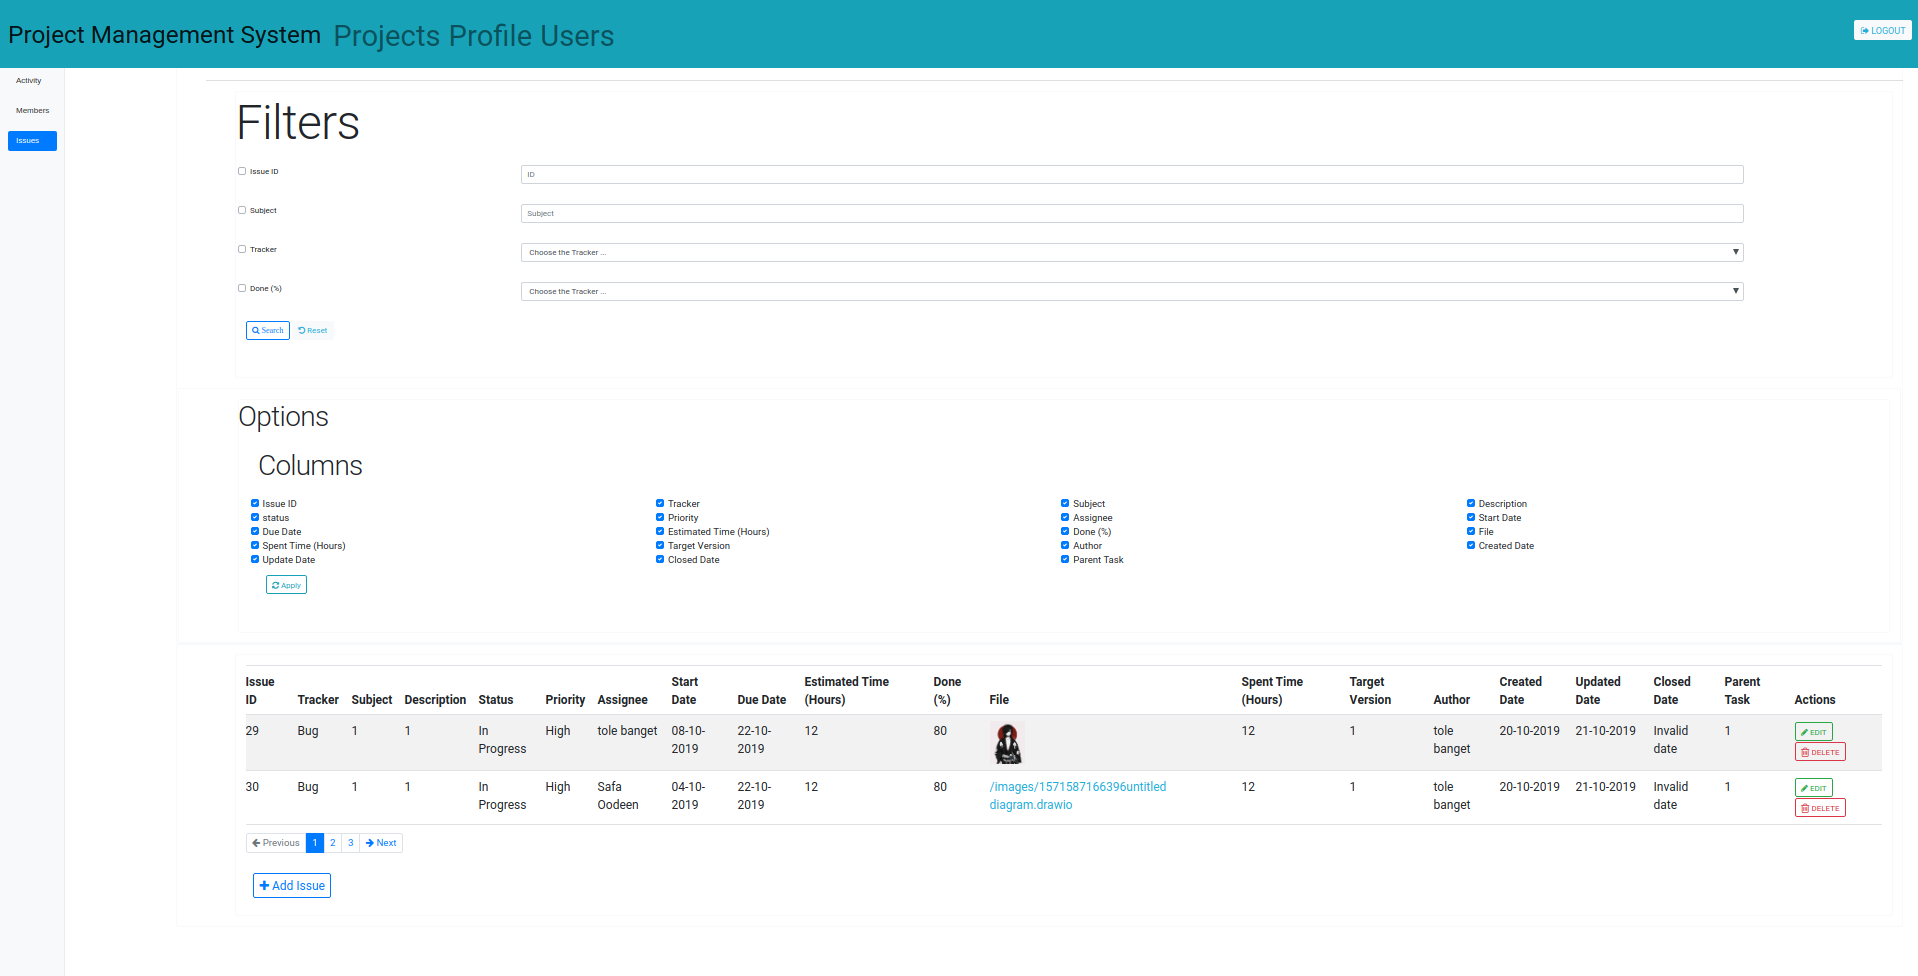 Project Management System Projects Profile Users
LOGOUT
Activity
Members
Issues
Filters
Issue ID
ID
Subject
Subject
Tracker
Choose the Tracker ...
Done (%)
Choose the Tracker ...
Search Reset
Options
Columns
Issue ID Tracker Subject Description
status Priority Assignee Start Date
Due Date Estimated Time (Hours) Done (%) File
Spent Time (Hours) Target Version Author Created Date
Update Date Closed Date Parent Task
Apply
Issue ID Tracker Subject Description Status Priority Assignee Start Date Due Date Estimated Time (Hours) Done (%) File Spent Time (Hours) Target Version Author Created Date Updated Date Closed Date Parent Task Actions
29 Bug 1 1 In Progress High tole banget 08-10-2019 22-10-2019 12 80 12 1 tole banget 20-10-2019 21-10-2019 Invalid date 1 EDIT DELETE
30 Bug 1 1 In Progress High Safa Oodeen 04-10-2019 22-10-2019 12 80 /images/1571587166396untitled diagram.drawio 12 1 tole banget 20-10-2019 21-10-2019 Invalid date 1 EDIT DELETE
Previous 1 2 3 Next
Add Issue